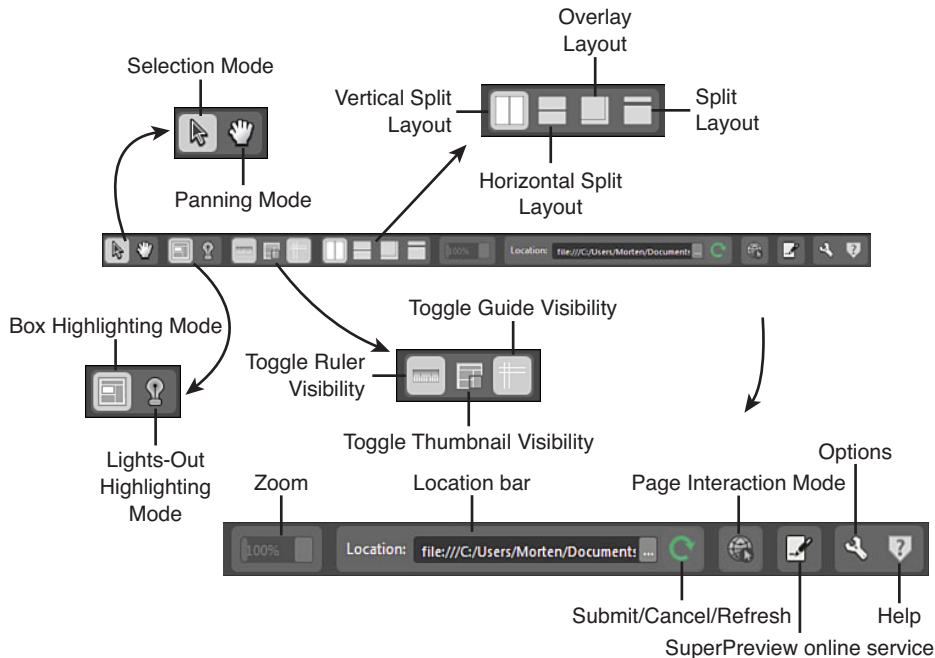 Overlay
Layout
Selection Mode
Vertical Split
Layout
Split
Layout
Horizontal Split
Layout
Panning Mode
100%
Location: file:///C:/Users/Morten/Documents ...
Toggle Guide Visibility
Box Highlighting Mode
Toggle Ruler
Visibility
Toggle Thumbnail Visibility
Lights-Out
Highlighting
Mode
Options
Zoom
Location bar
Page Interaction Mode
100%
Location: file:///C:/Users/Morten/Documents ...
?
Submit/Cancel/Refresh
Help
SuperPreview online service